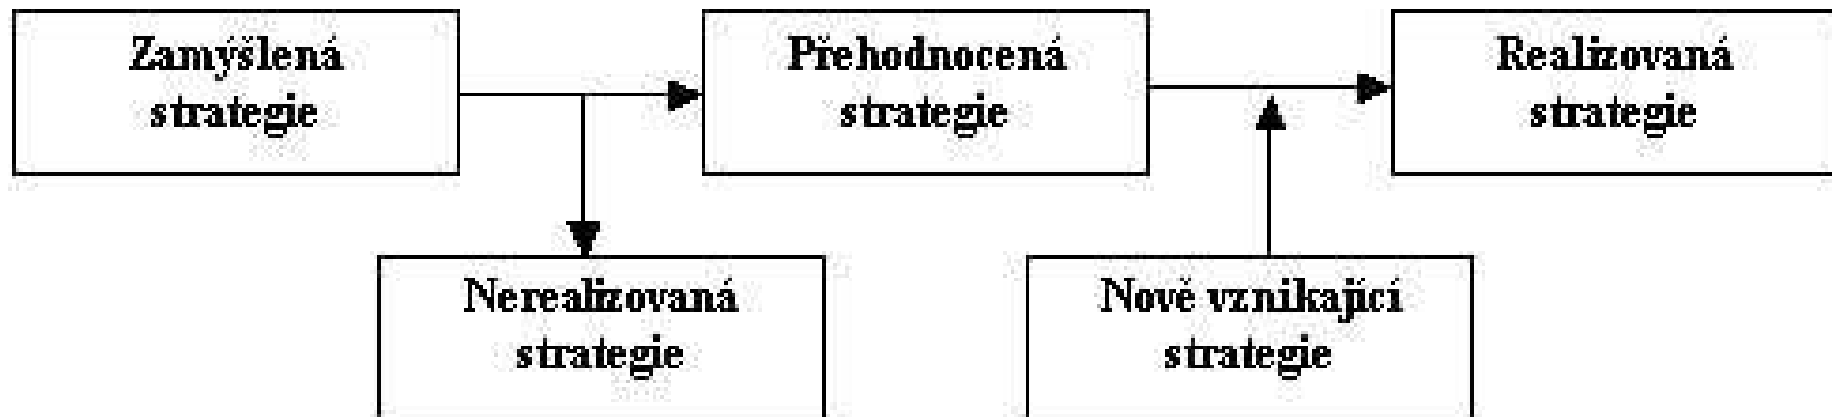 Zamýšlená
strategie
Přehodnocená
strategie
Realizovaná
strategie
Nerealizovaná
strategie
Nově vznikající
strategie